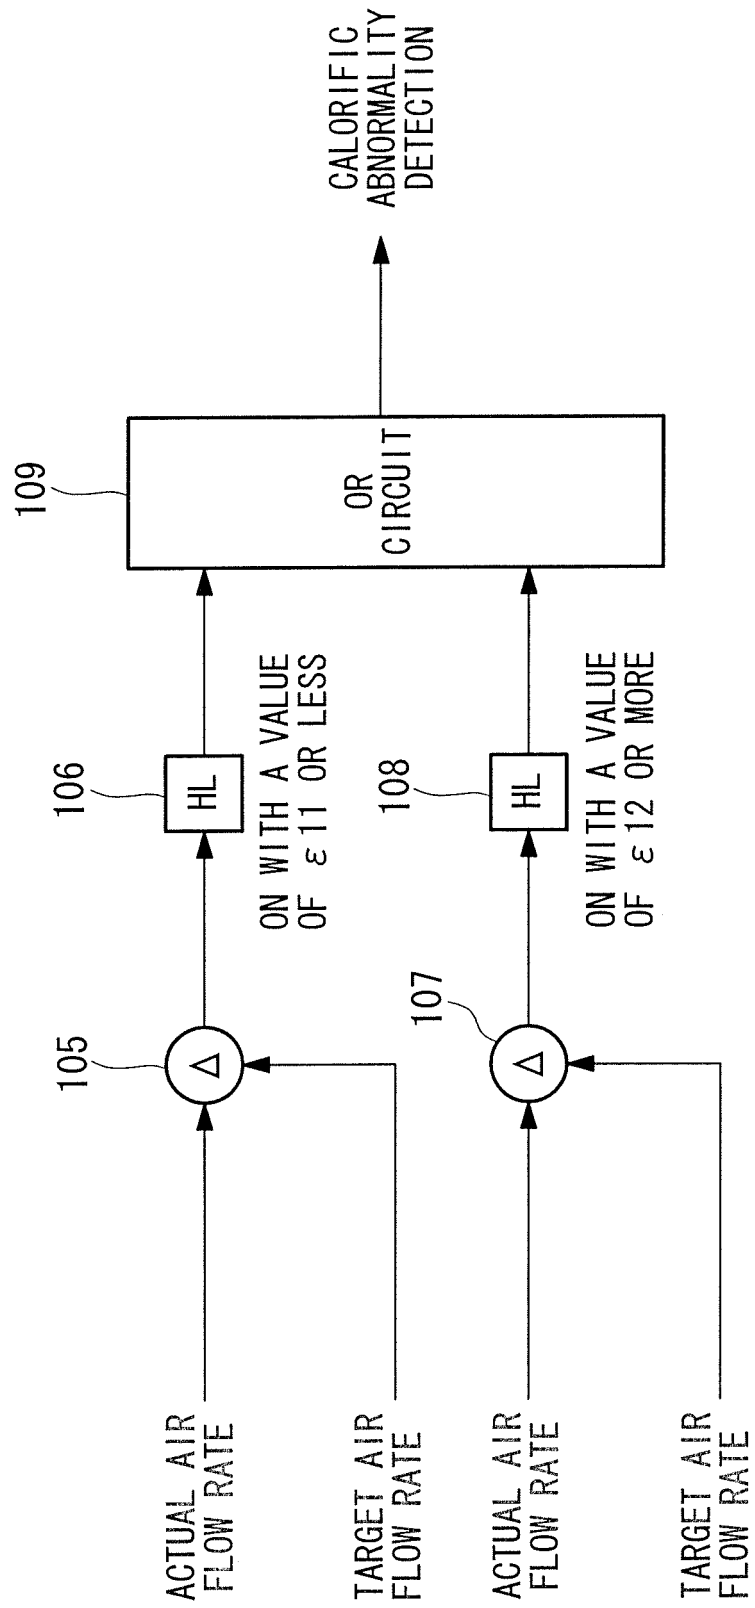 ACTUAL AIR
FLOW RATE
TARGET AIR
FLOW RATE
105
Δ
106
HL
ON WITH A VALUE
OF ε11 OR LESS
ACTUAL AIR
FLOW RATE
TARGET AIR
FLOW RATE
107
Δ
108
HL
ON WITH A VALUE
OF ε12 OR MORE
109
OR
CIRCUIT
CALORIFIC
ABNORMALITY
DETECTION